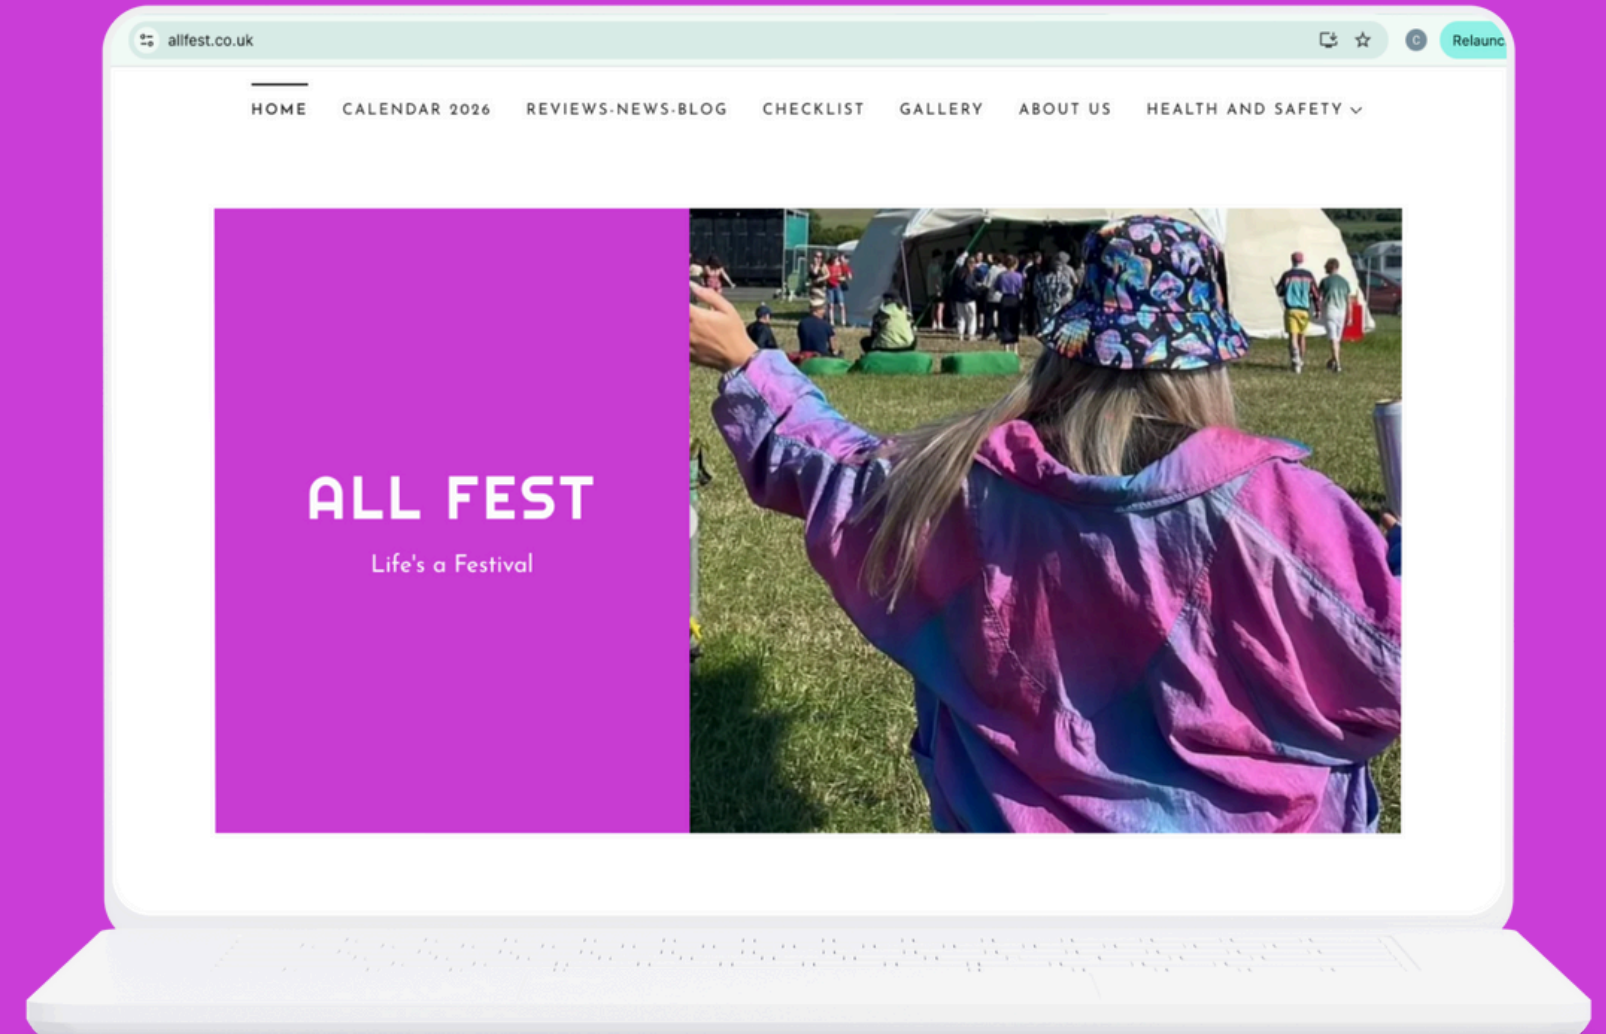 allfest.co.uk
Relaunc
HOME CALENDAR 2026 REVIEWS-NEWS-BLOG CHECKLIST GALLERY ABOUT US HEALTH AND SAFETY
ALL FEST
Life's a Festival